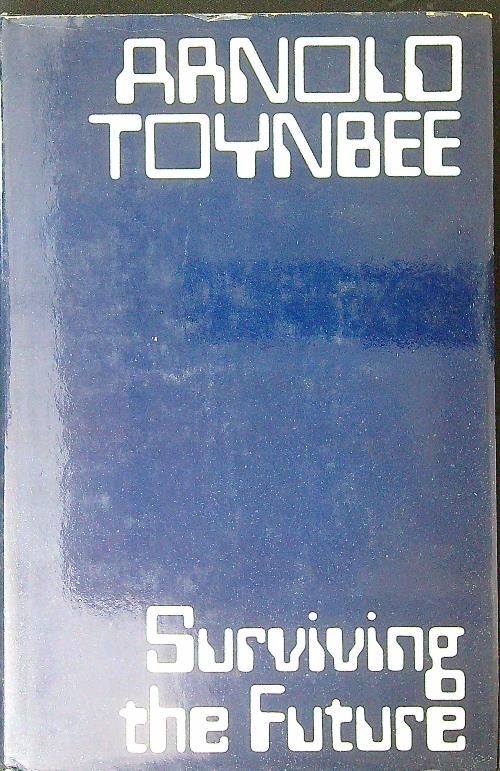 ARNOLD
TOYNBEE
Surviving
the Future